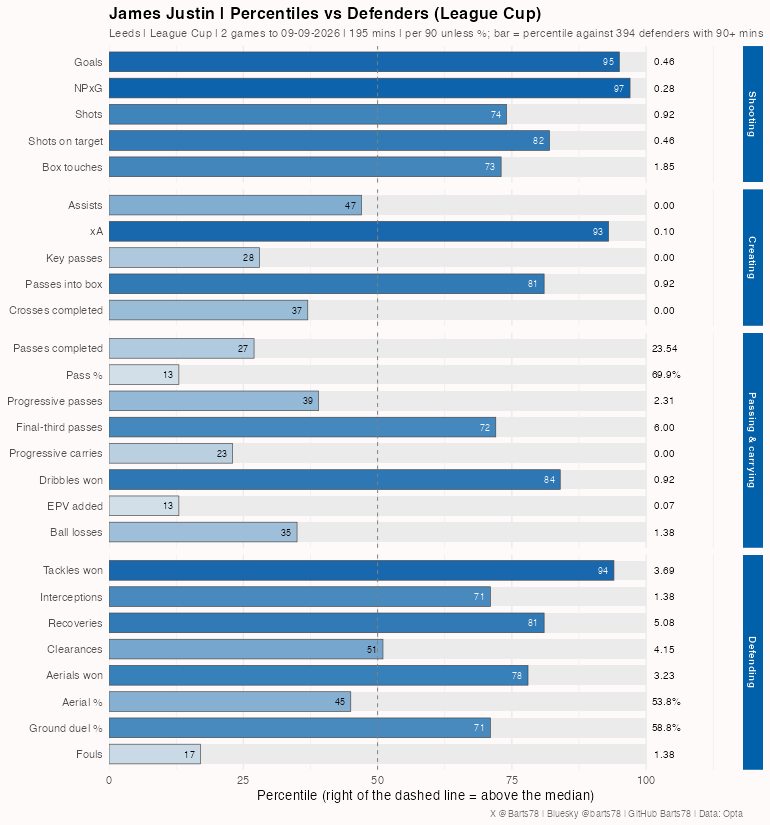 James Justin | Percentiles vs Defenders (League Cup)
Leeds | League Cup | 2 games to 09-09-2026 | 195 mins | per 90 unless %; bar = percentile against 394 defenders with 90+ mins
Goals 95 0.46
NPxG 97 0.28
Shots 74 0.92
Shots on target 82 0.46
Box touches 73 1.85
Shooting
Assists 47 0.00
xA 93 0.10
Key passes 28 0.00
Passes into box 81 0.92
Crosses completed 37 0.00
Creating
Passes completed 27 23.54
Pass % 13 69.9%
Progressive passes 39 2.31
Final-third passes 72 6.00
Progressive carries 23 0.00
Dribbles won 84 0.92
EPV added 13 0.07
Ball losses 35 1.38
Passing & carrying
Tackles won 94 3.69
Interceptions 71 1.38
Recoveries 81 5.08
Clearances 51 4.15
Aerials won 78 3.23
Aerial % 45 53.8%
Ground duel % 71 58.8%
Fouls 17 1.38
Defending
0 25 50 75 100
Percentile (right of the dashed line = above the median)
X @Barts78 | Bluesky @barts78 | GitHub Barts78 | Data: Opta